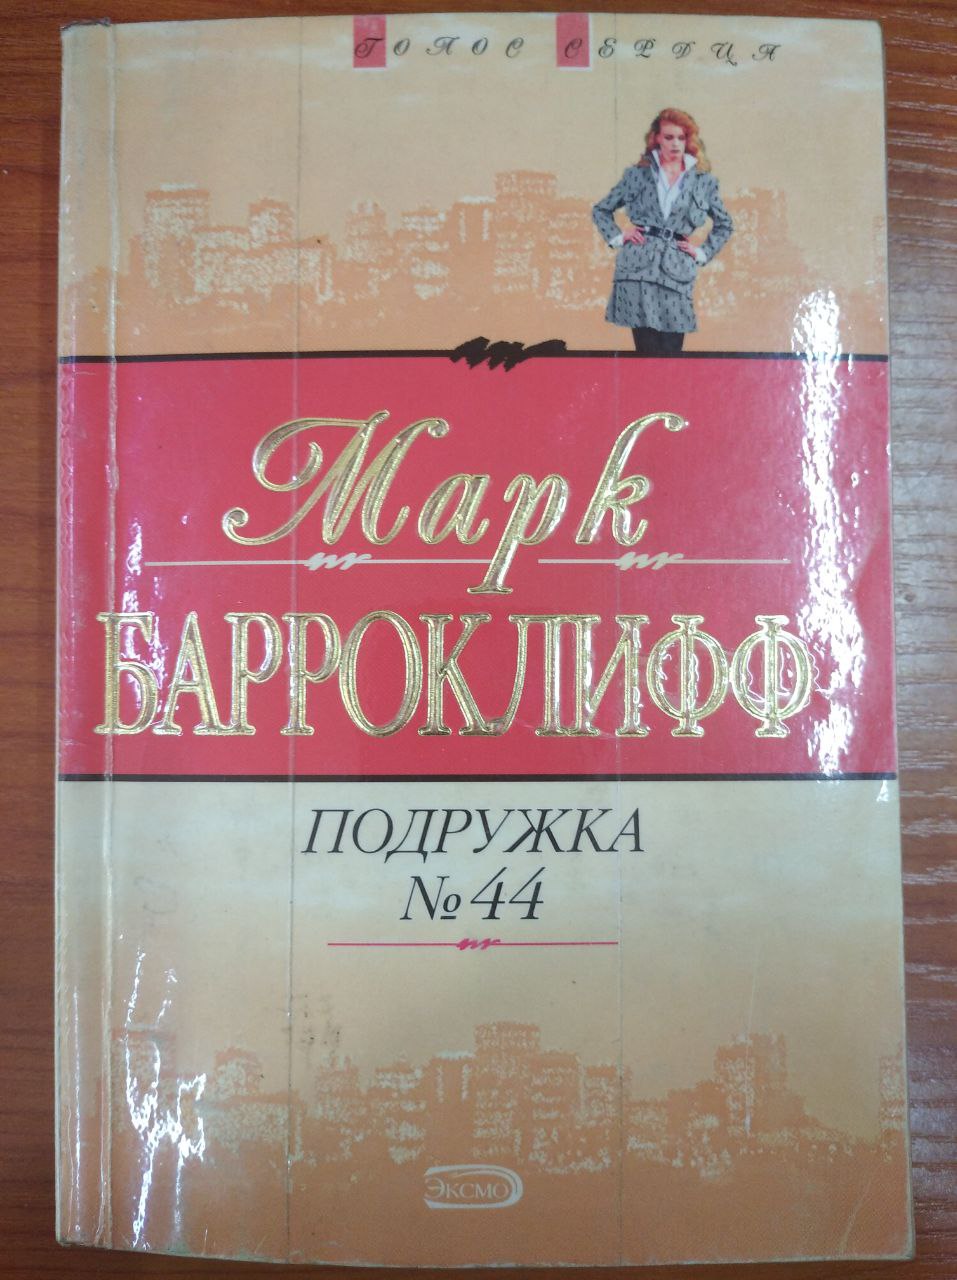 ГОЛОС СЕРДЦА
Марк
БАРРОКЛИФФ
ПОДРУЖКА
№ 44
ЭКСМО